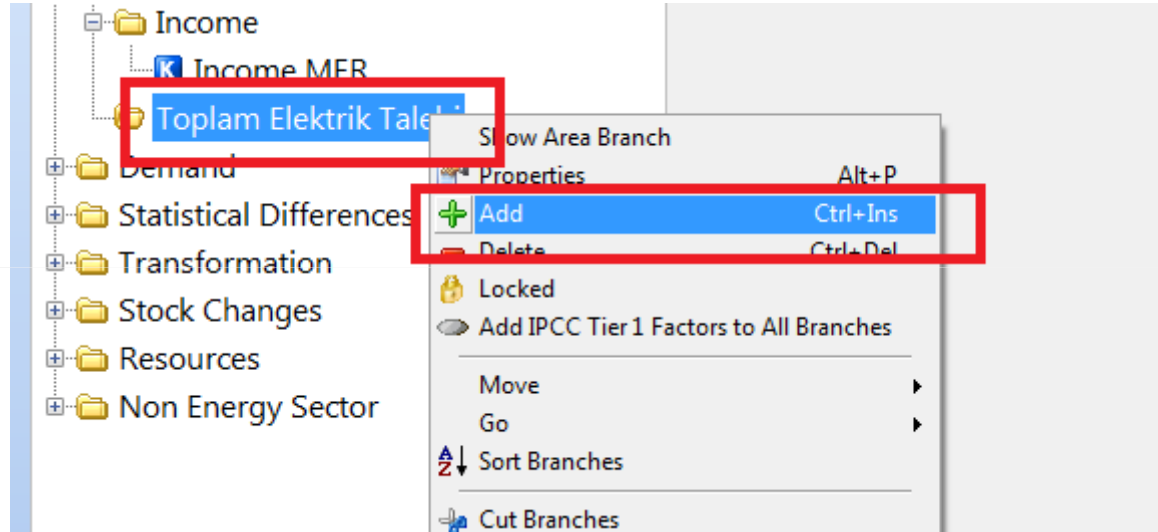 Income
Income MER
Toplam Elektrik Talebi
Demand
Statistical Differences
Transformation
Stock Changes
Resources
Non Energy Sector
Show Area Branch
Properties Alt+P
Add Ctrl+Ins
Delete Ctrl+Del
Locked
Add IPCC Tier 1 Factors to All Branches
Move
Go
Sort Branches
Cut Branches